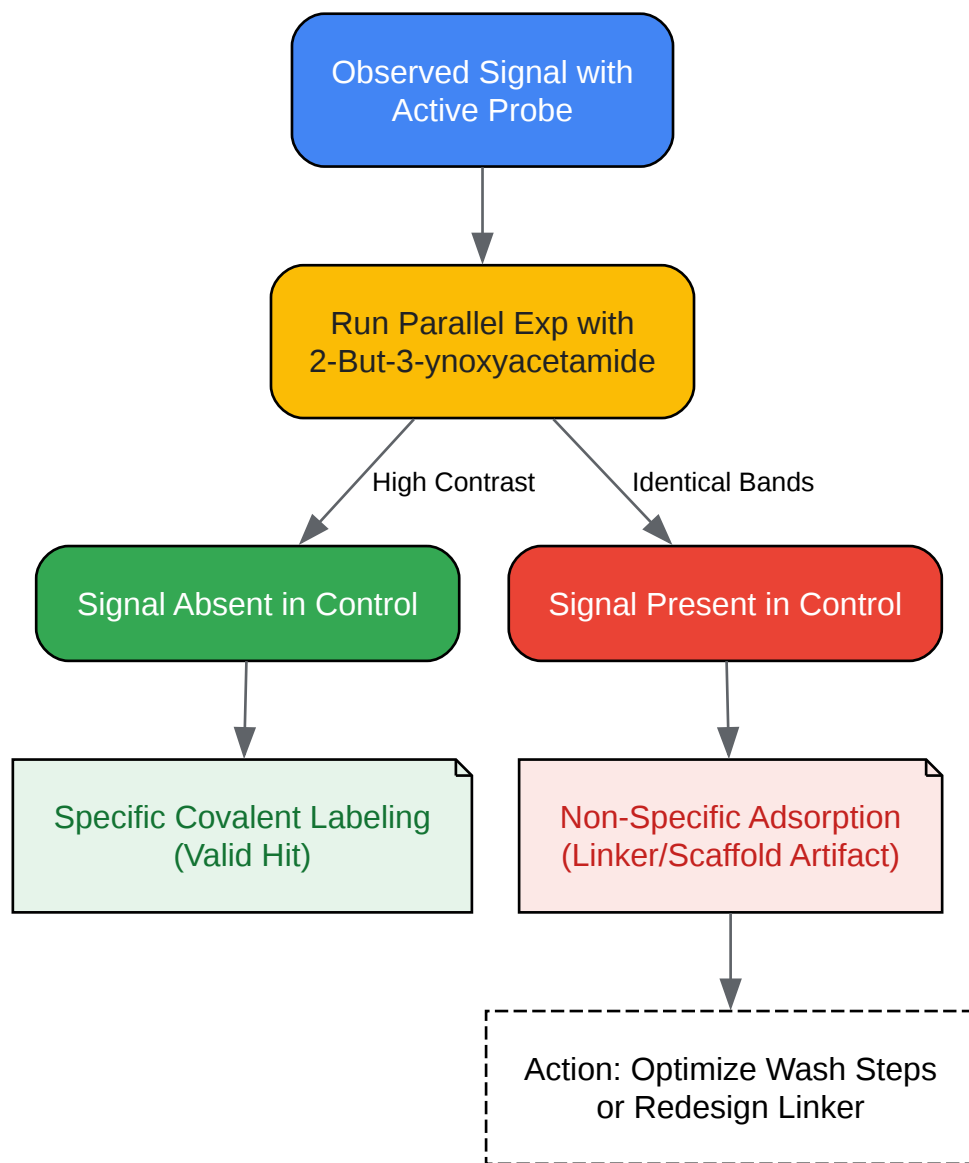 Observed Signal with
Active Probe
Run Parallel Exp with
2-But-3-ynoxyacetamide
High Contrast
Identical Bands
Signal Absent in Control
Signal Present in Control
Specific Covalent Labeling
(Valid Hit)
Non-Specific Adsorption
(Linker/Scaffold Artifact)
Action: Optimize Wash Steps
or Redesign Linker